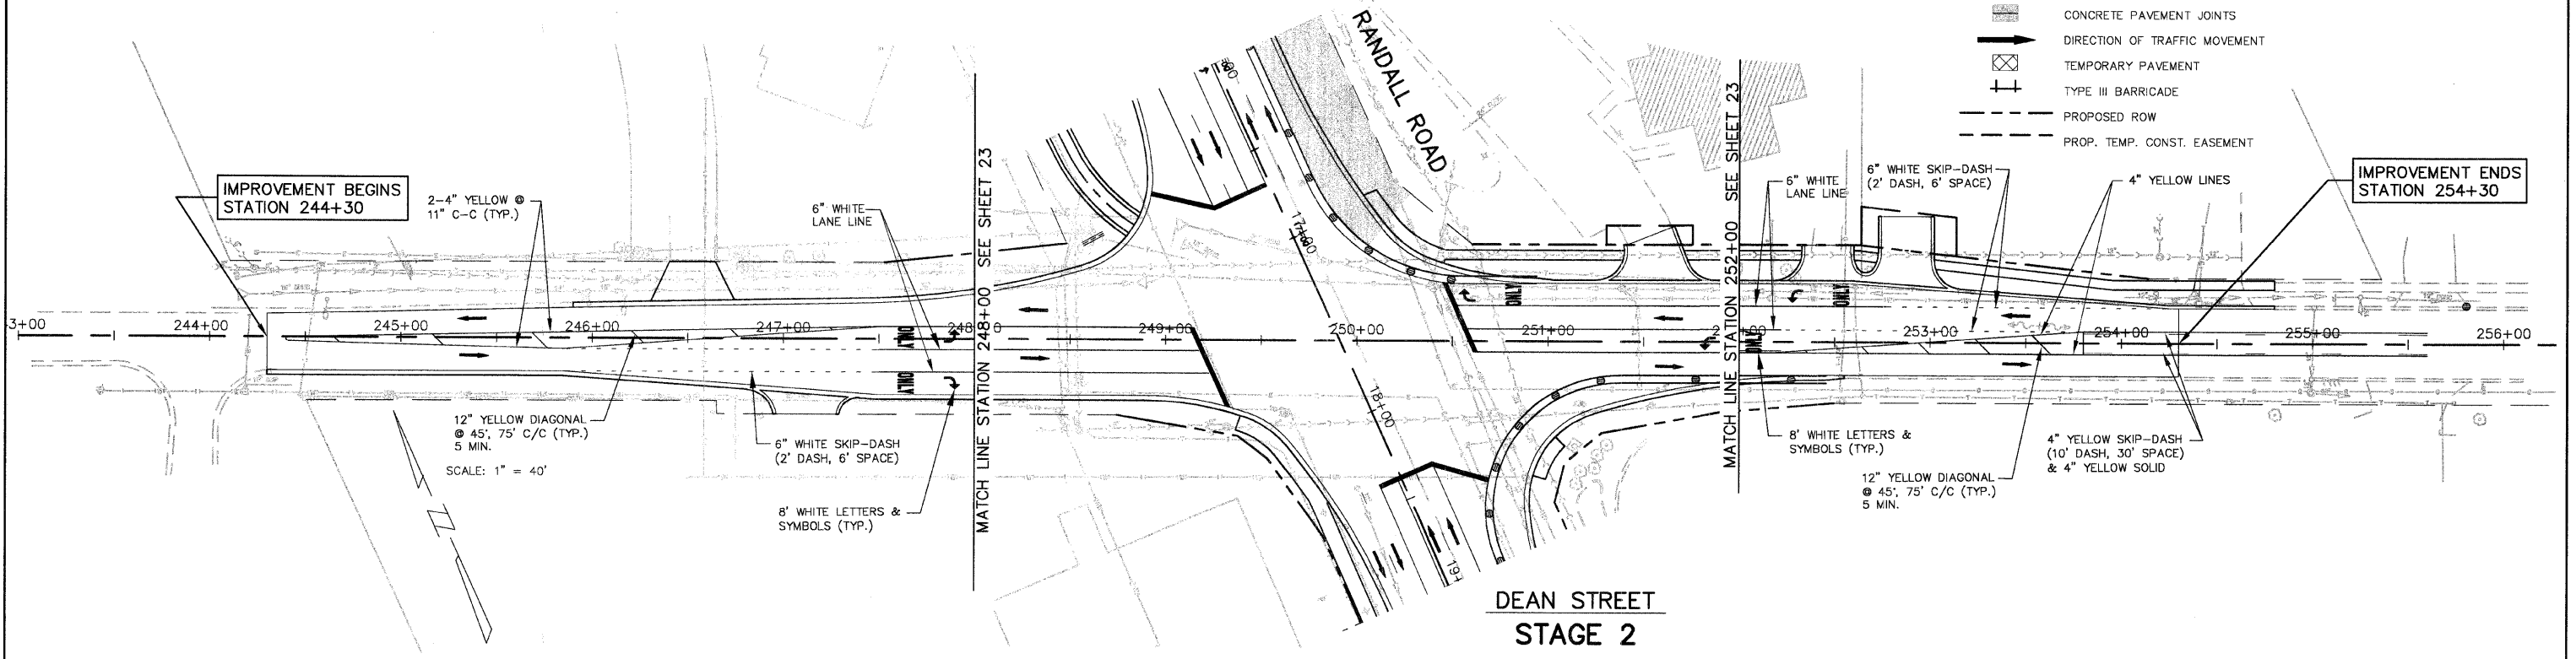 CONCRETE PAVEMENT JOINTS
DIRECTION OF TRAFFIC MOVEMENT
TEMPORARY PAVEMENT
TYPE III BARRICADE
PROPOSED ROW
PROP. TEMP. CONST. EASEMENT
RANDALL ROAD
IMPROVEMENT BEGINS
STATION 244+30
2-4" YELLOW @
11" C-C (TYP.)
6" WHITE
LANE LINE
MATCH LINE STATION 248+00 SEE SHEET 23
MATCH LINE STATION 252+00 SEE SHEET 23
6" WHITE
LANE LINE
6" WHITE SKIP-DASH
(2' DASH, 6' SPACE)
4" YELLOW LINES
IMPROVEMENT ENDS
STATION 254+30
3+00
244+00
245+00
246+00
247+00
248+00
249+00
250+00
251+00
253+00
254+00
255+00
256+00
17+00
18+00
19+
ONLY
ONLY
ONLY
ONLY
ONLY
12" YELLOW DIAGONAL
@ 45°, 75' C/C (TYP.)
5 MIN.
SCALE: 1" = 40'
6" WHITE SKIP-DASH
(2' DASH, 6' SPACE)
8' WHITE LETTERS &
SYMBOLS (TYP.)
8' WHITE LETTERS &
SYMBOLS (TYP.)
12" YELLOW DIAGONAL
@ 45°, 75' C/C (TYP.)
5 MIN.
4" YELLOW SKIP-DASH
(10' DASH, 30' SPACE)
& 4" YELLOW SOLID
Z
DEAN STREET
STAGE 2